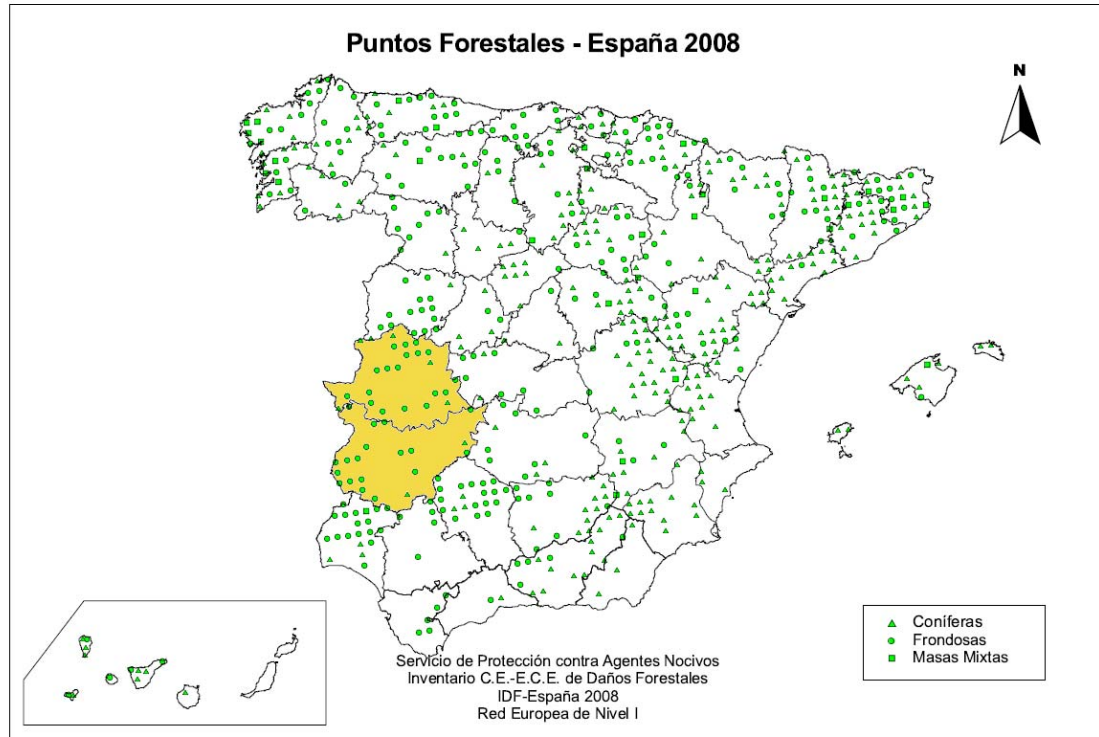 Puntos Forestales - España 2008
N
Coníferas
Frondosas
Masas Mixtas
Servicio de Protección contra Agentes Nocivos
Inventario C.E.-E.C.E. de Daños Forestales
IDF-España 2008
Red Europea de Nivel I